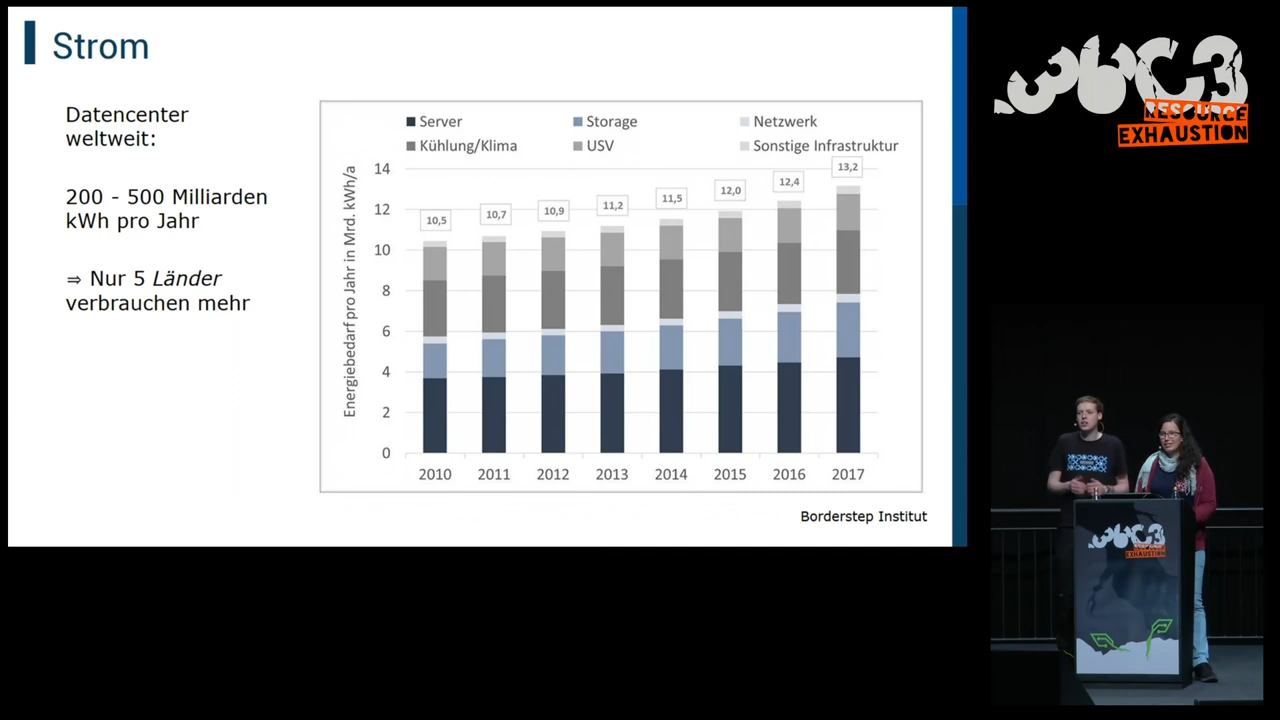 Strom
Datencenter
weltweit:
200 - 500 Milliarden
kWh pro Jahr
⇒ Nur 5 Länder
verbrauchen mehr
Server
Storage
Netzwerk
Kühlung/Klima
USV
Sonstige Infrastruktur
Energiebedarf pro Jahr in Mrd. kWh/a
14
12
10
8
6
4
2
0
10,5
10,7
10,9
11,2
11,5
12,0
12,4
13,2
2010
2011
2012
2013
2014
2015
2016
2017
Borderstep Institut
36C3
RESOURCE
EXHAUSTION
36C3
RESOURCE
EXHAUSTION